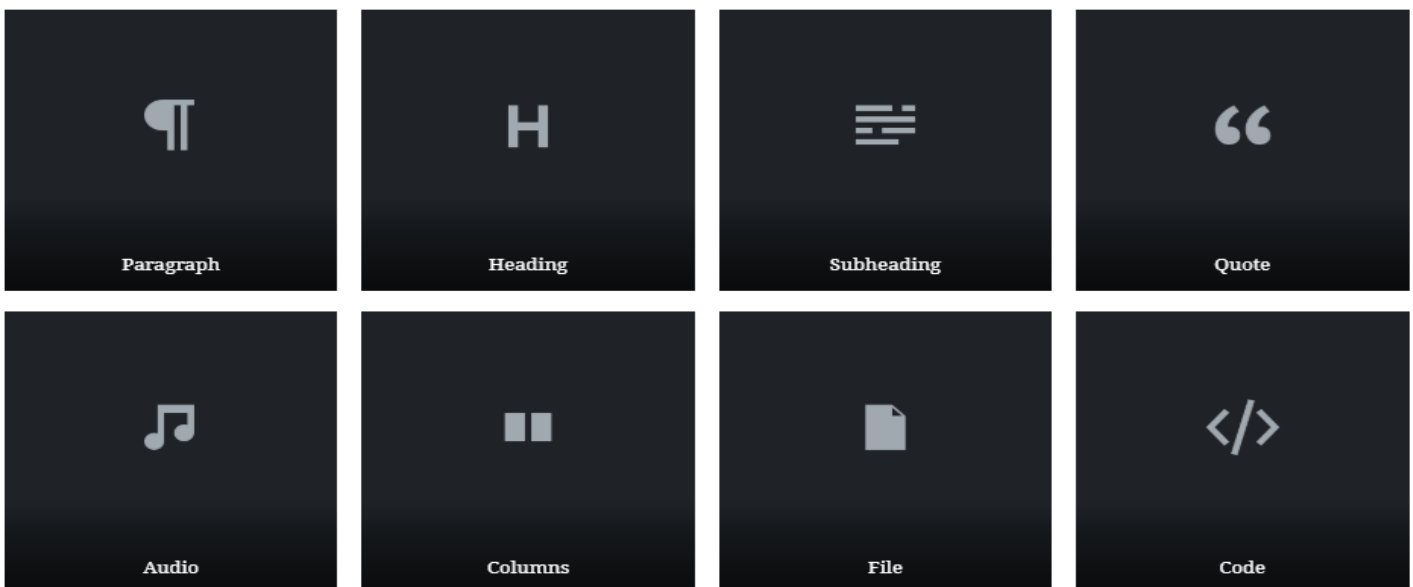 Paragraph
Heading
Subheading
Quote
Audio
Columns
File
Code